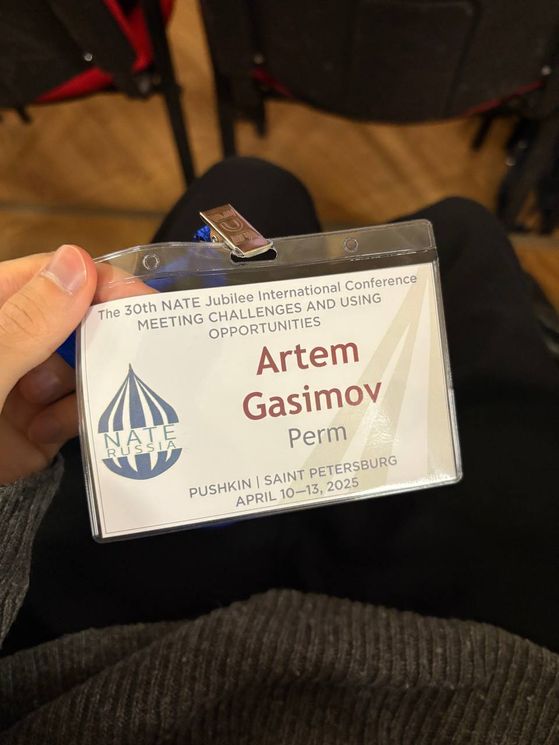 The 30th NATE Jubilee International Conference
MEETING CHALLENGES AND USING
OPPORTUNITIES
Artem
Gasimov
Perm
NATE
RUSSIA
PUSHKIN | SAINT PETERSBURG
APRIL 10—13, 2025